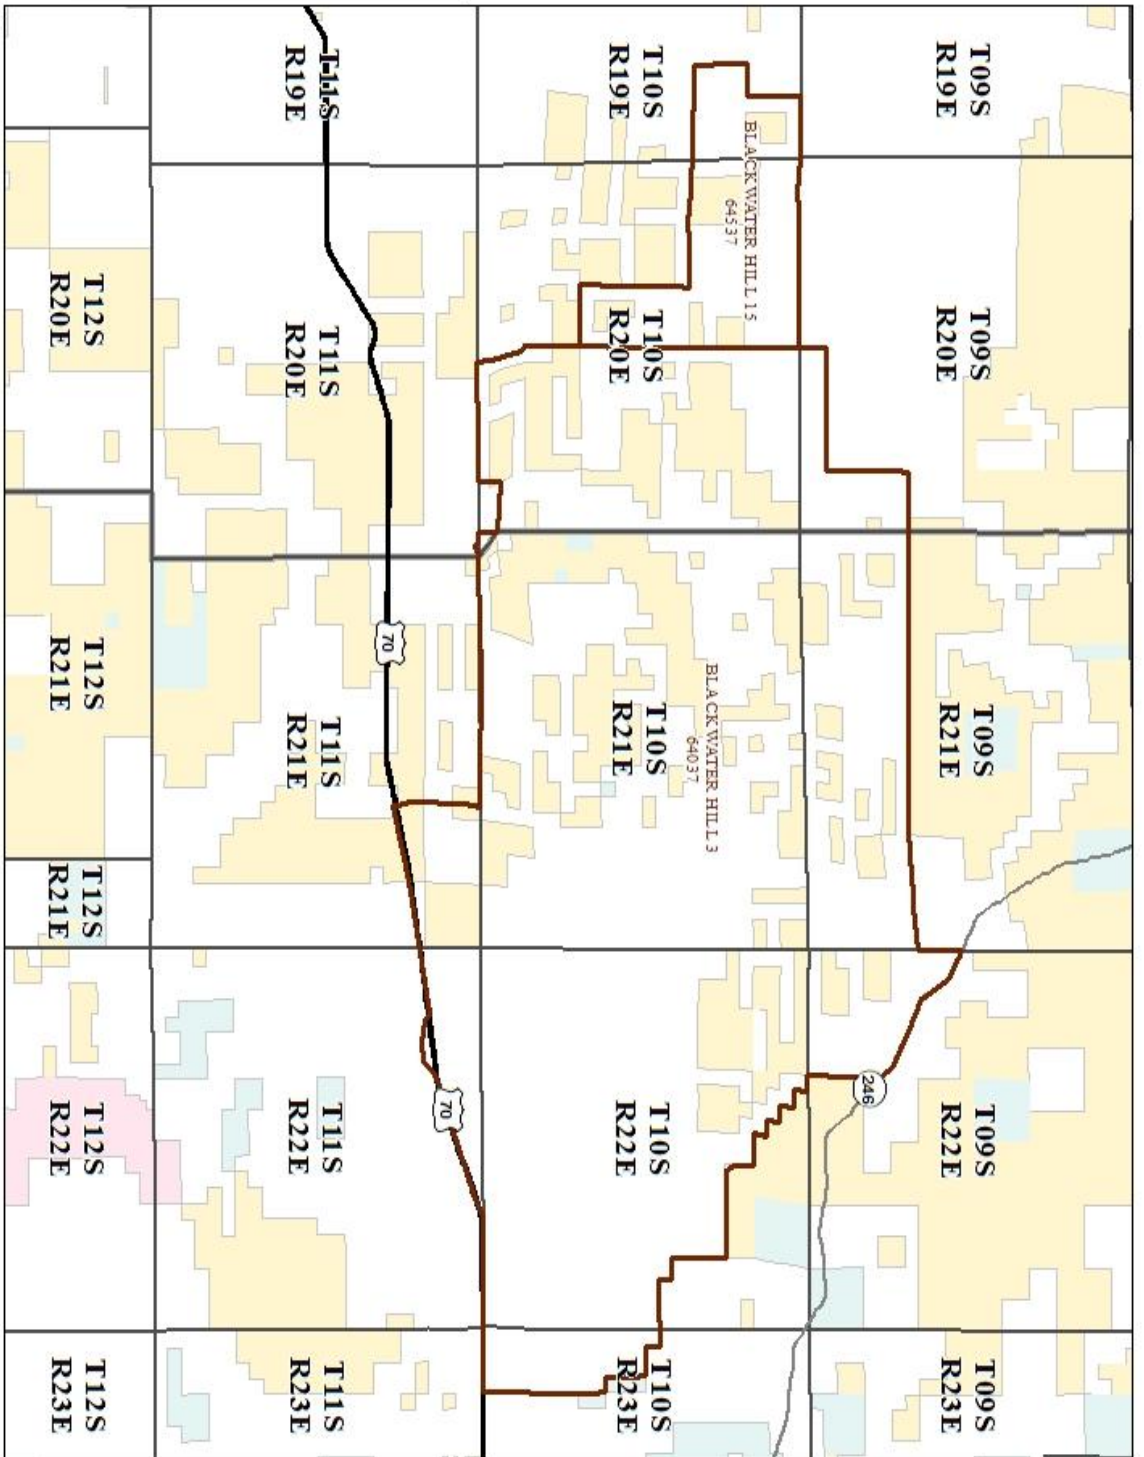 T09S
R19E
T09S
R20E
T09S
R21E
T09S
R22E
T09S
R23E
246
BLACKWATER HILL 15
64537
BLACKWATER HILL 3
64037
T10S
R19E
T10S
R20E
T10S
R21E
T10S
R22E
T10S
R23E
70
70
T11S
R19E
T11S
R20E
T11S
R21E
T11S
R22E
T11S
R23E
T12S
R20E
T12S
R21E
T12S
R21E
T12S
R22E
T12S
R23E